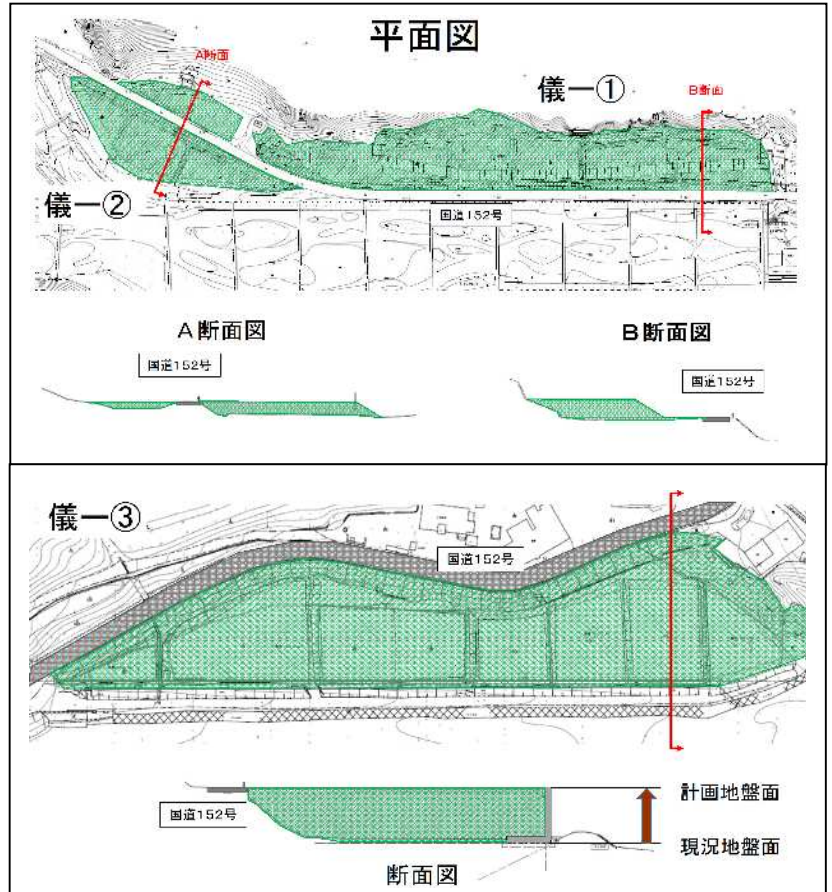 平面図
A断面
儀ー①
B断面
儀ー②
国道152号
A断面図
B断面図
国道152号
国道152号
儀ー③
国道152号
計画地盤面
国道152号
現況地盤面
断面図